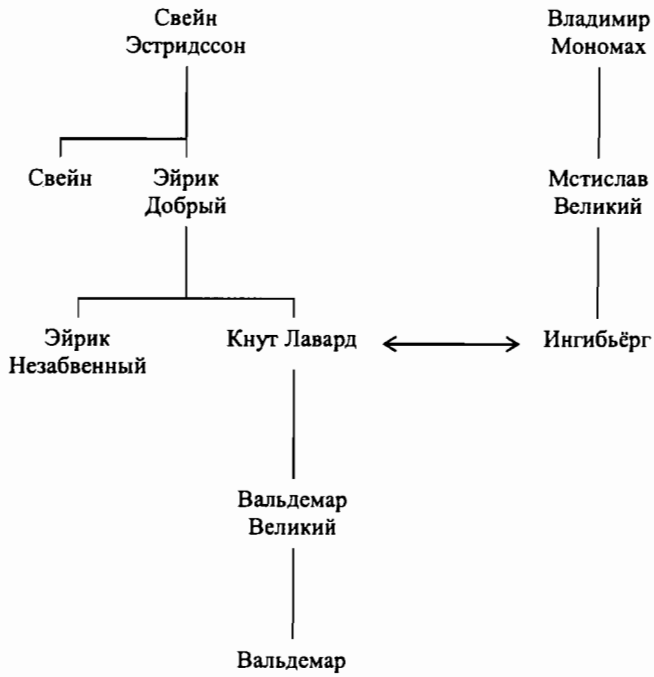 Свейн
Эстридссон
Владимир
Мономах
Свейн
Эйрик
Добрый
Мстислав
Великий
Эйрик
Незабвенный
Кнут Лавард
Ингибьёрг
Вальдемар
Великий
Вальдемар